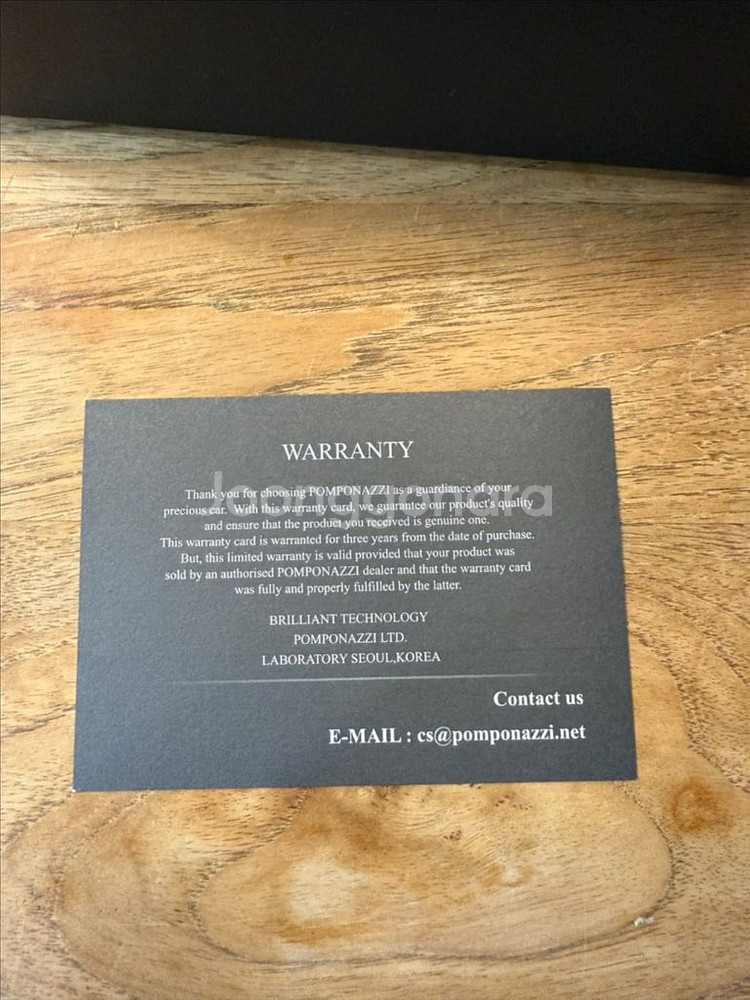 WARRANTY
Thank you for choosing POMPONAZZI as a guardiance of your
precious car. With this warranty card, we guarantee our product's quality
and ensure that the product you received is genuine one.
This warranty card is warranted for three years from the date of purchase.
But, this limited warranty is valid provided that your product was
sold by an authorised POMPONAZZI dealer and that the warranty card
was fully and properly fulfilled by the latter.
BRILLIANT TECHNOLOGY
POMPONAZZI LTD.
LABORATORY SEOUL,KOREA
Contact us
E-MAIL : cs@pomponazzi.net
Joonggonara